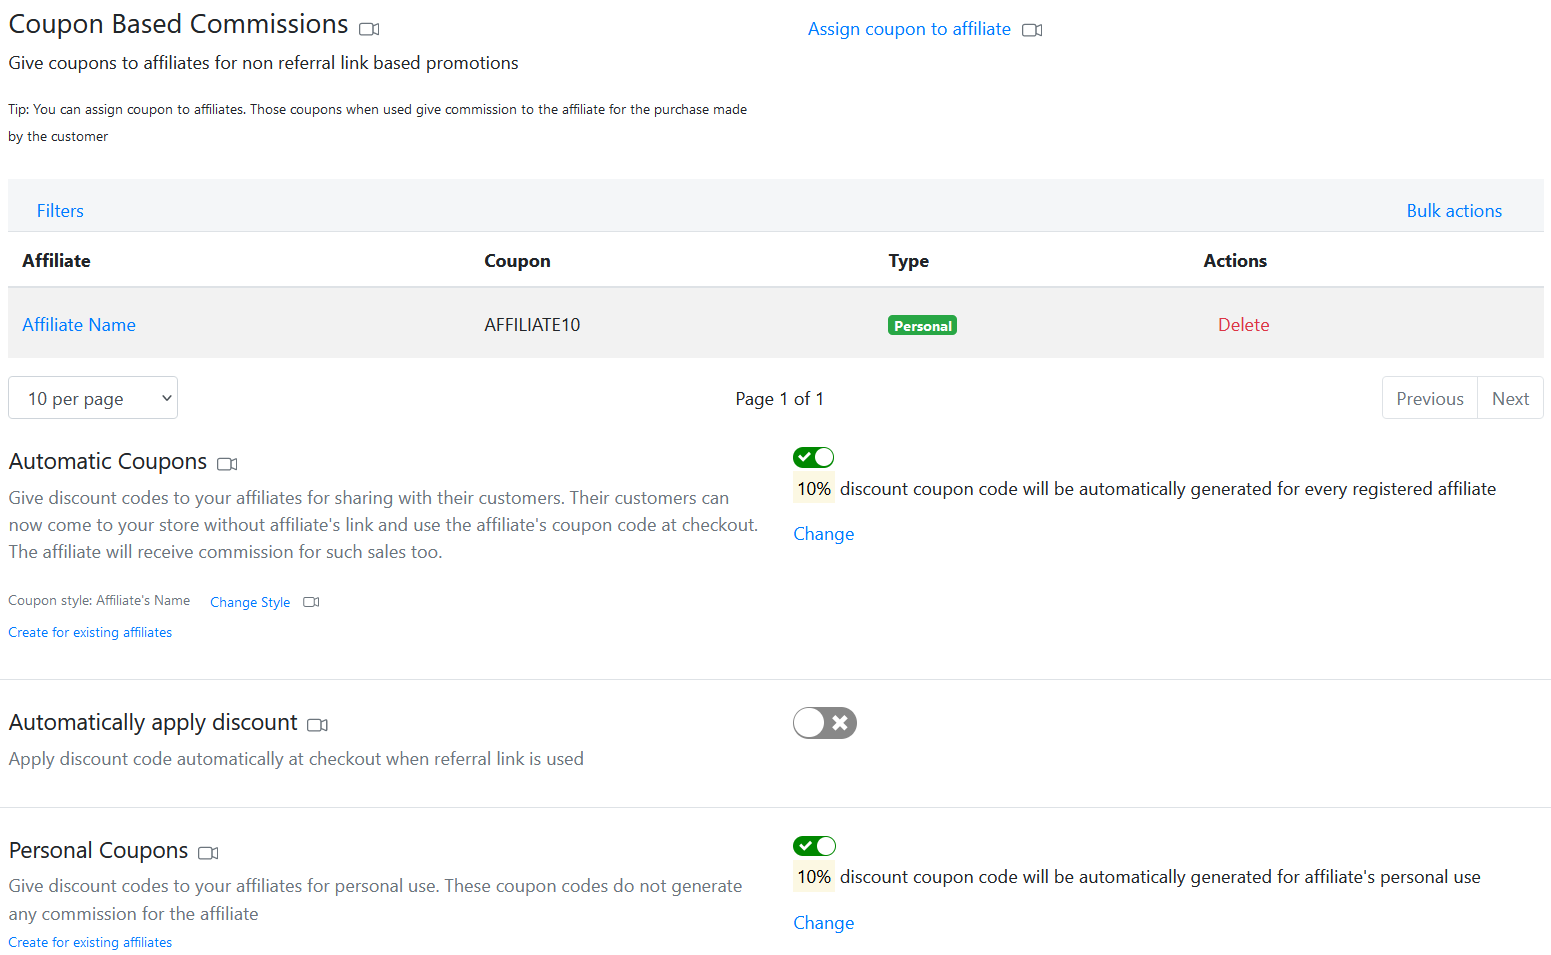 Coupon Based Commissions
Assign coupon to affiliate
Give coupons to affiliates for non referral link based promotions
Tip: You can assign coupon to affiliates. Those coupons when used give commission to the affiliate for the purchase made
by the customer
Filters
Bulk actions
Affiliate Coupon Type Actions
Affiliate Name AFFILIATE10 Personal Delete
10 per page
Page 1 of 1
Previous Next
Automatic Coupons
Give discount codes to your affiliates for sharing with their customers. Their customers can
now come to your store without affiliate's link and use the affiliate's coupon code at checkout.
The affiliate will receive commission for such sales too.
Coupon style: Affiliate's Name Change Style
Create for existing affiliates
10% discount coupon code will be automatically generated for every registered affiliate
Change
Automatically apply discount
Apply discount code automatically at checkout when referral link is used
Personal Coupons
Give discount codes to your affiliates for personal use. These coupon codes do not generate
any commission for the affiliate
Create for existing affiliates
10% discount coupon code will be automatically generated for affiliate's personal use
Change